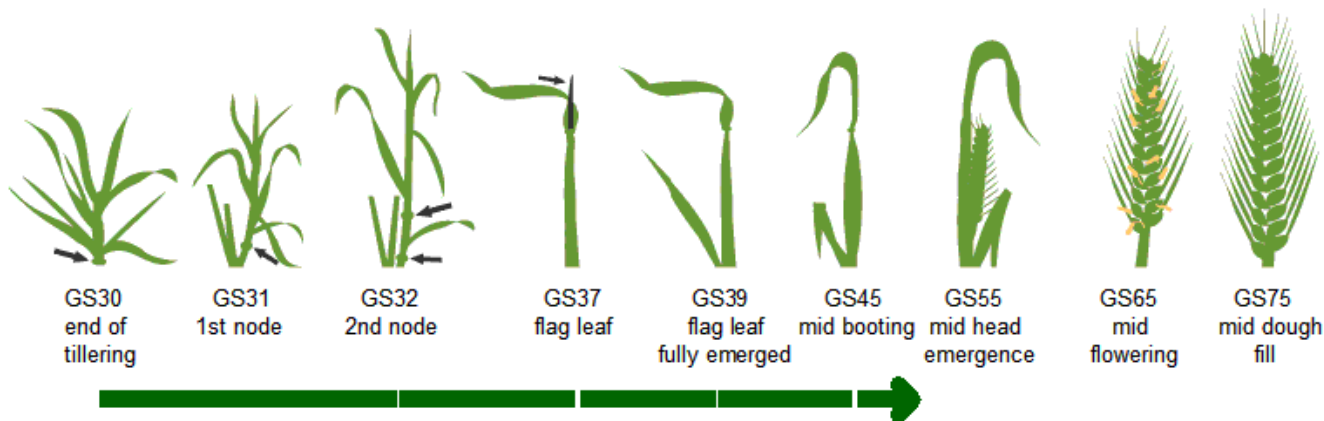 GS30
end of
tillering
GS31
1st node
GS32
2nd node
GS37
flag leaf
GS39
flag leaf
fully emerged
GS45
mid booting
GS55
mid head
emergence
GS65
mid
flowering
GS75
mid dough
fill